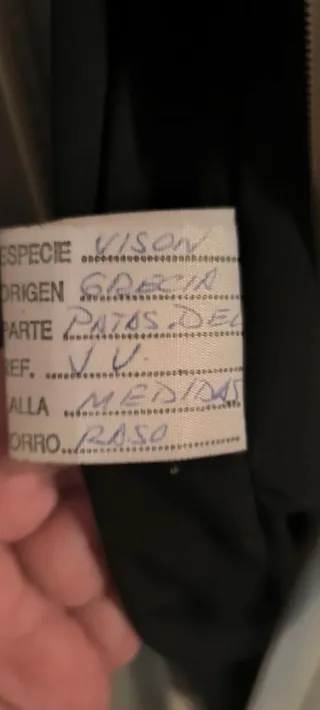 ESPECIE VISON
ORIGEN GRECIA
PARTE PATAS DEL
REF. V V.
ALLA MEDIDAS
ORRO RASO